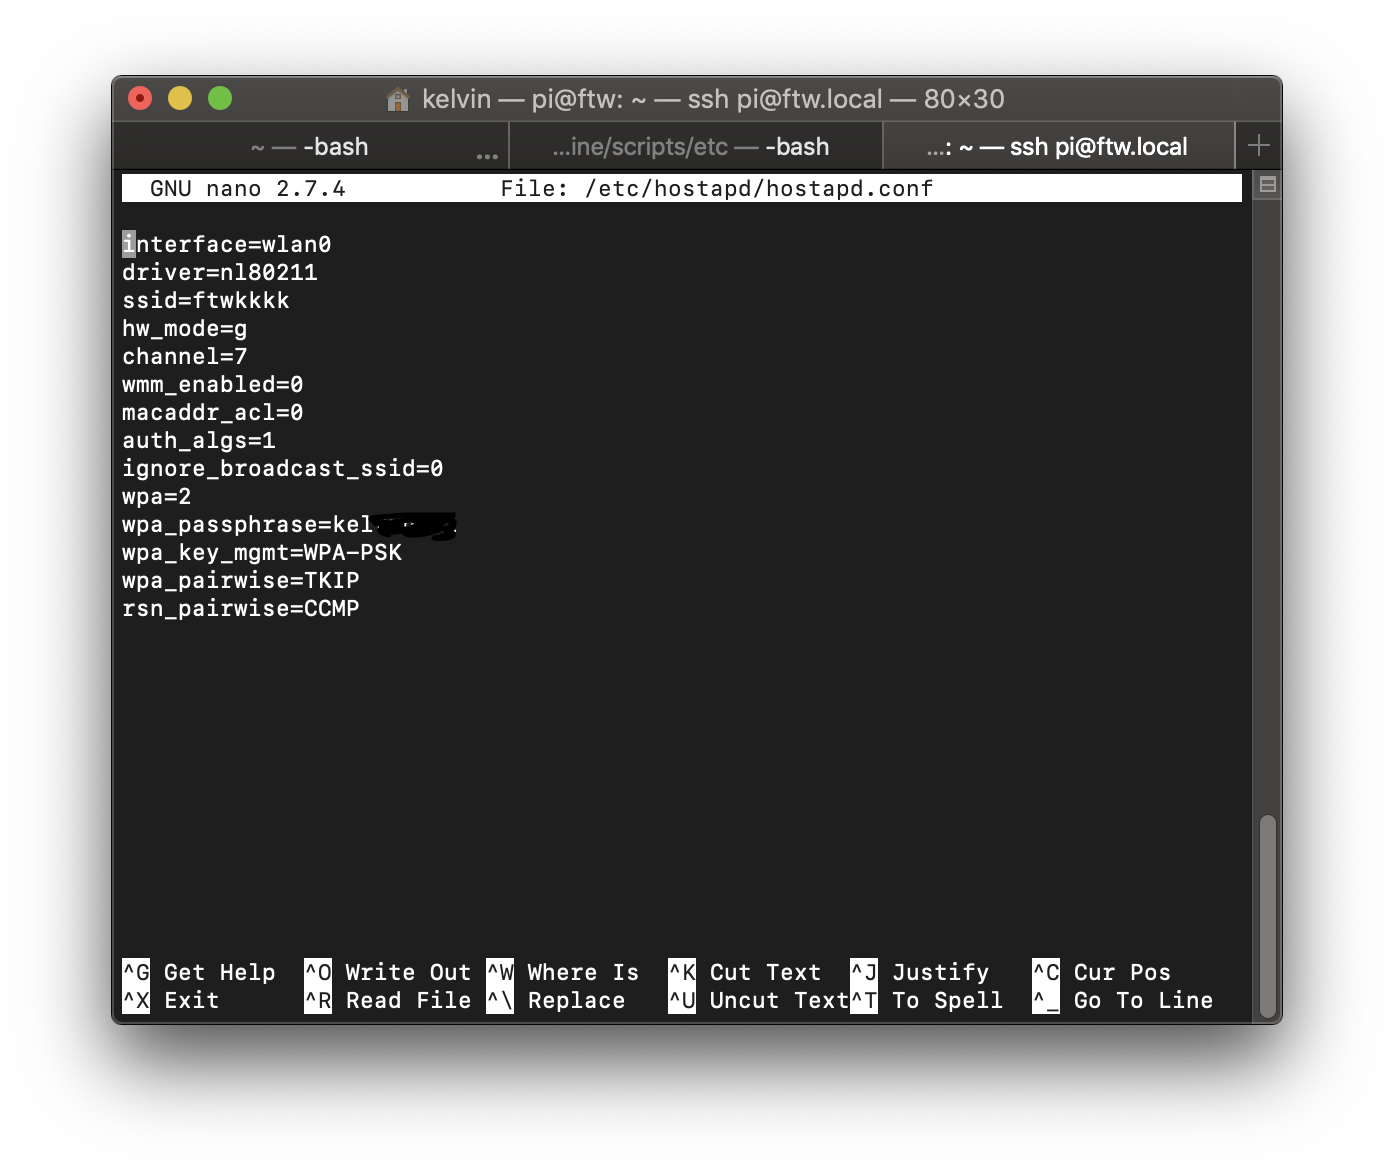 kelvin — pi@ftw: ~ — ssh pi@ftw.local — 80×30
~ — -bash ... ...ine/scripts/etc — -bash ...: ~ — ssh pi@ftw.local +
GNU nano 2.7.4 File: /etc/hostapd/hostapd.conf
interface=wlan0
driver=nl80211
ssid=ftwkkkk
hw_mode=g
channel=7
wmm_enabled=0
macaddr_acl=0
auth_algs=1
ignore_broadcast_ssid=0
wpa=2
wpa_passphrase=kel
wpa_key_mgmt=WPA-PSK
wpa_pairwise=TKIP
rsn_pairwise=CCMP
^G Get Help ^O Write Out ^W Where Is ^K Cut Text ^J Justify ^C Cur Pos
^X Exit ^R Read File ^\ Replace ^U Uncut Text ^T To Spell ^_ Go To Line